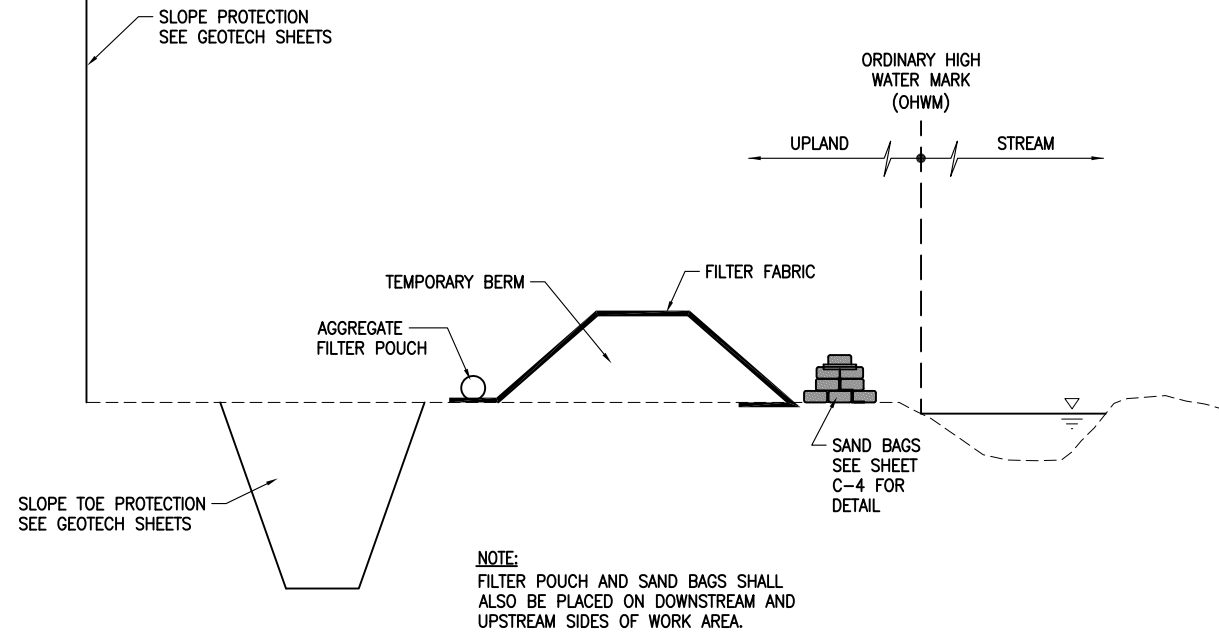 SLOPE PROTECTION
SEE GEOTECH SHEETS
ORDINARY HIGH
WATER MARK
(OHWM)
UPLAND
STREAM
FILTER FABRIC
TEMPORARY BERM
AGGREGATE
FILTER POUCH
SAND BAGS
SEE SHEET
C-4 FOR
DETAIL
SLOPE TOE PROTECTION
SEE GEOTECH SHEETS
NOTE:
FILTER POUCH AND SAND BAGS SHALL
ALSO BE PLACED ON DOWNSTREAM AND
UPSTREAM SIDES OF WORK AREA.